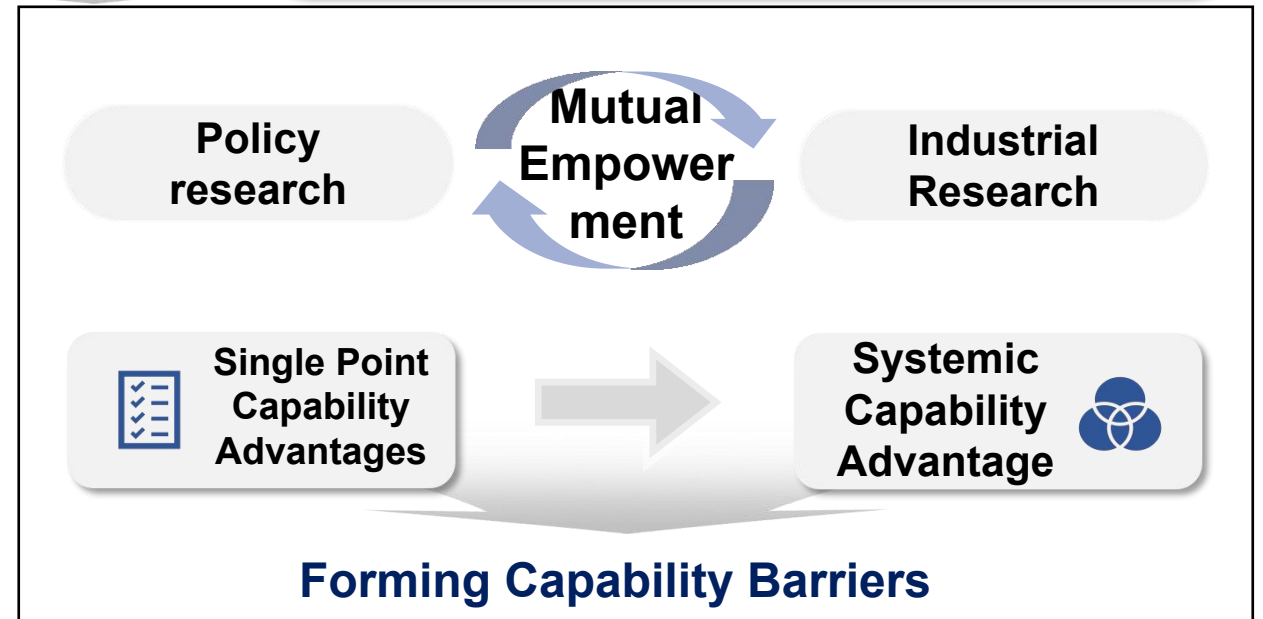 Policy
research
Mutual
Empower
ment
Industrial
Research
Single Point
Capability
Advantages
Systemic
Capability
Advantage
Forming Capability Barriers